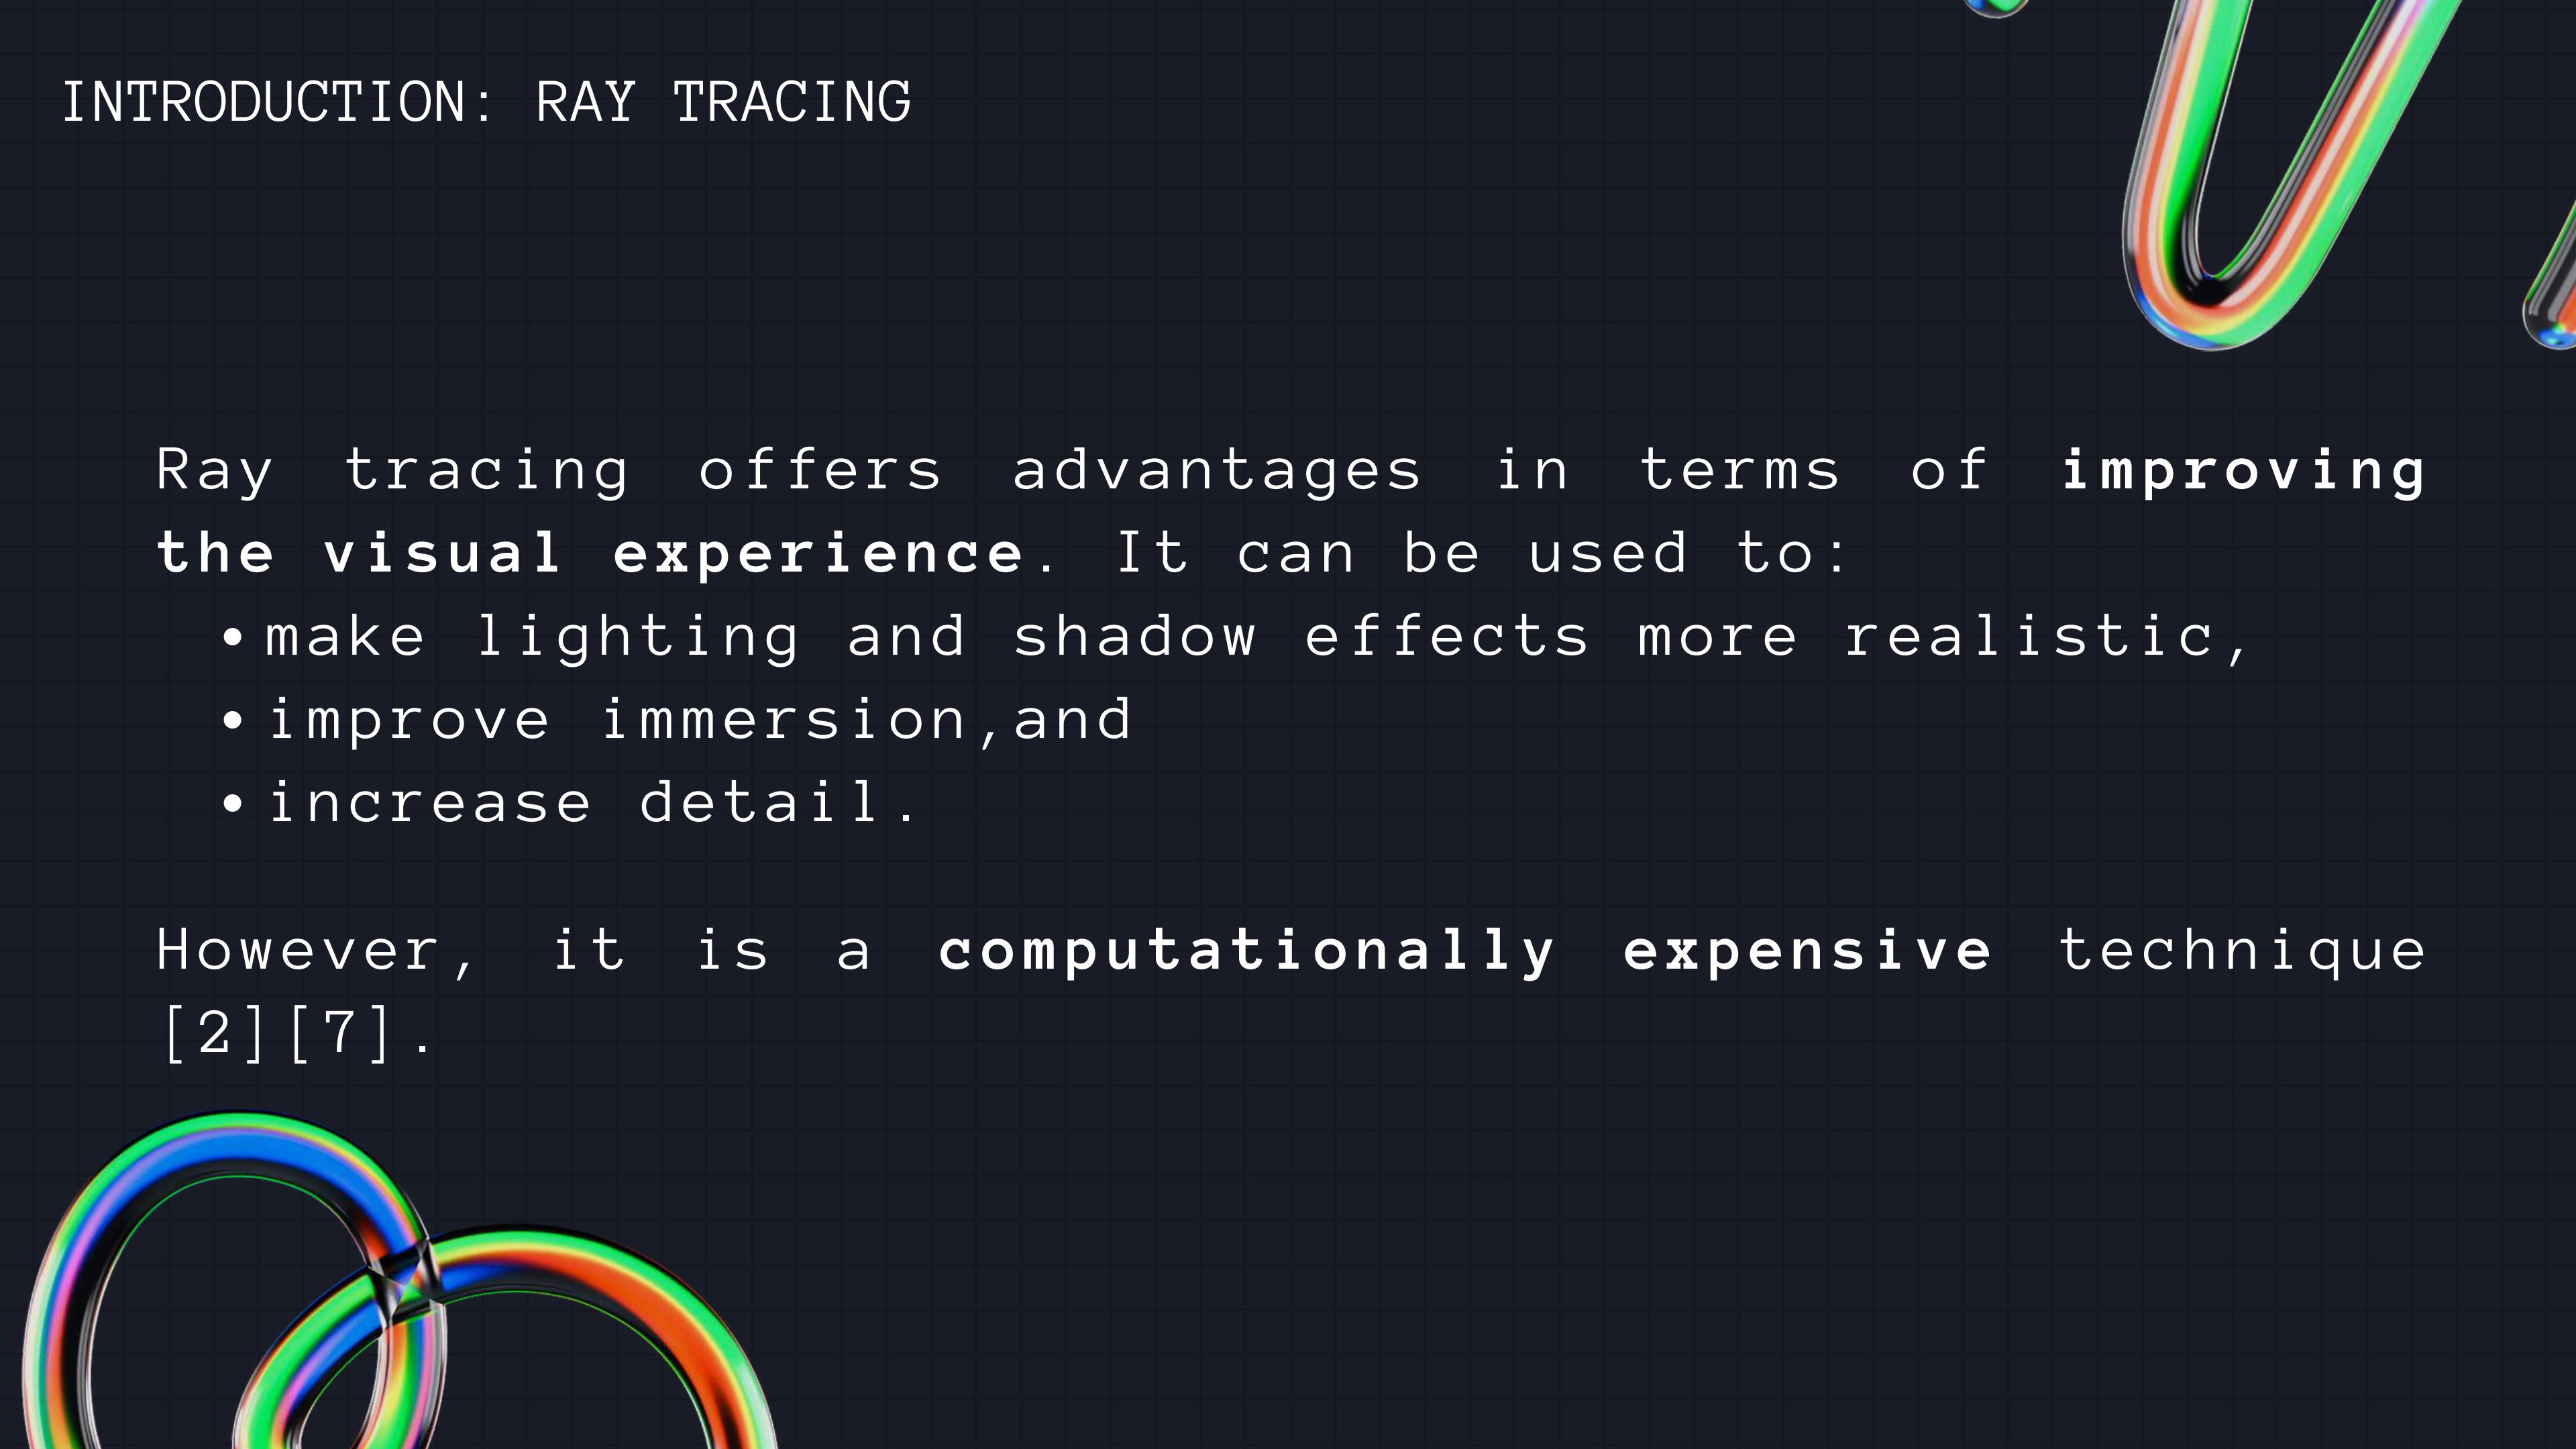 INTRODUCTION: RAY TRACING
Ray tracing offers advantages in terms of improving
the visual experience. It can be used to:
•make lighting and shadow effects more realistic,
•improve immersion,and
•increase detail.
However, it is a computationally expensive technique
[2][7].